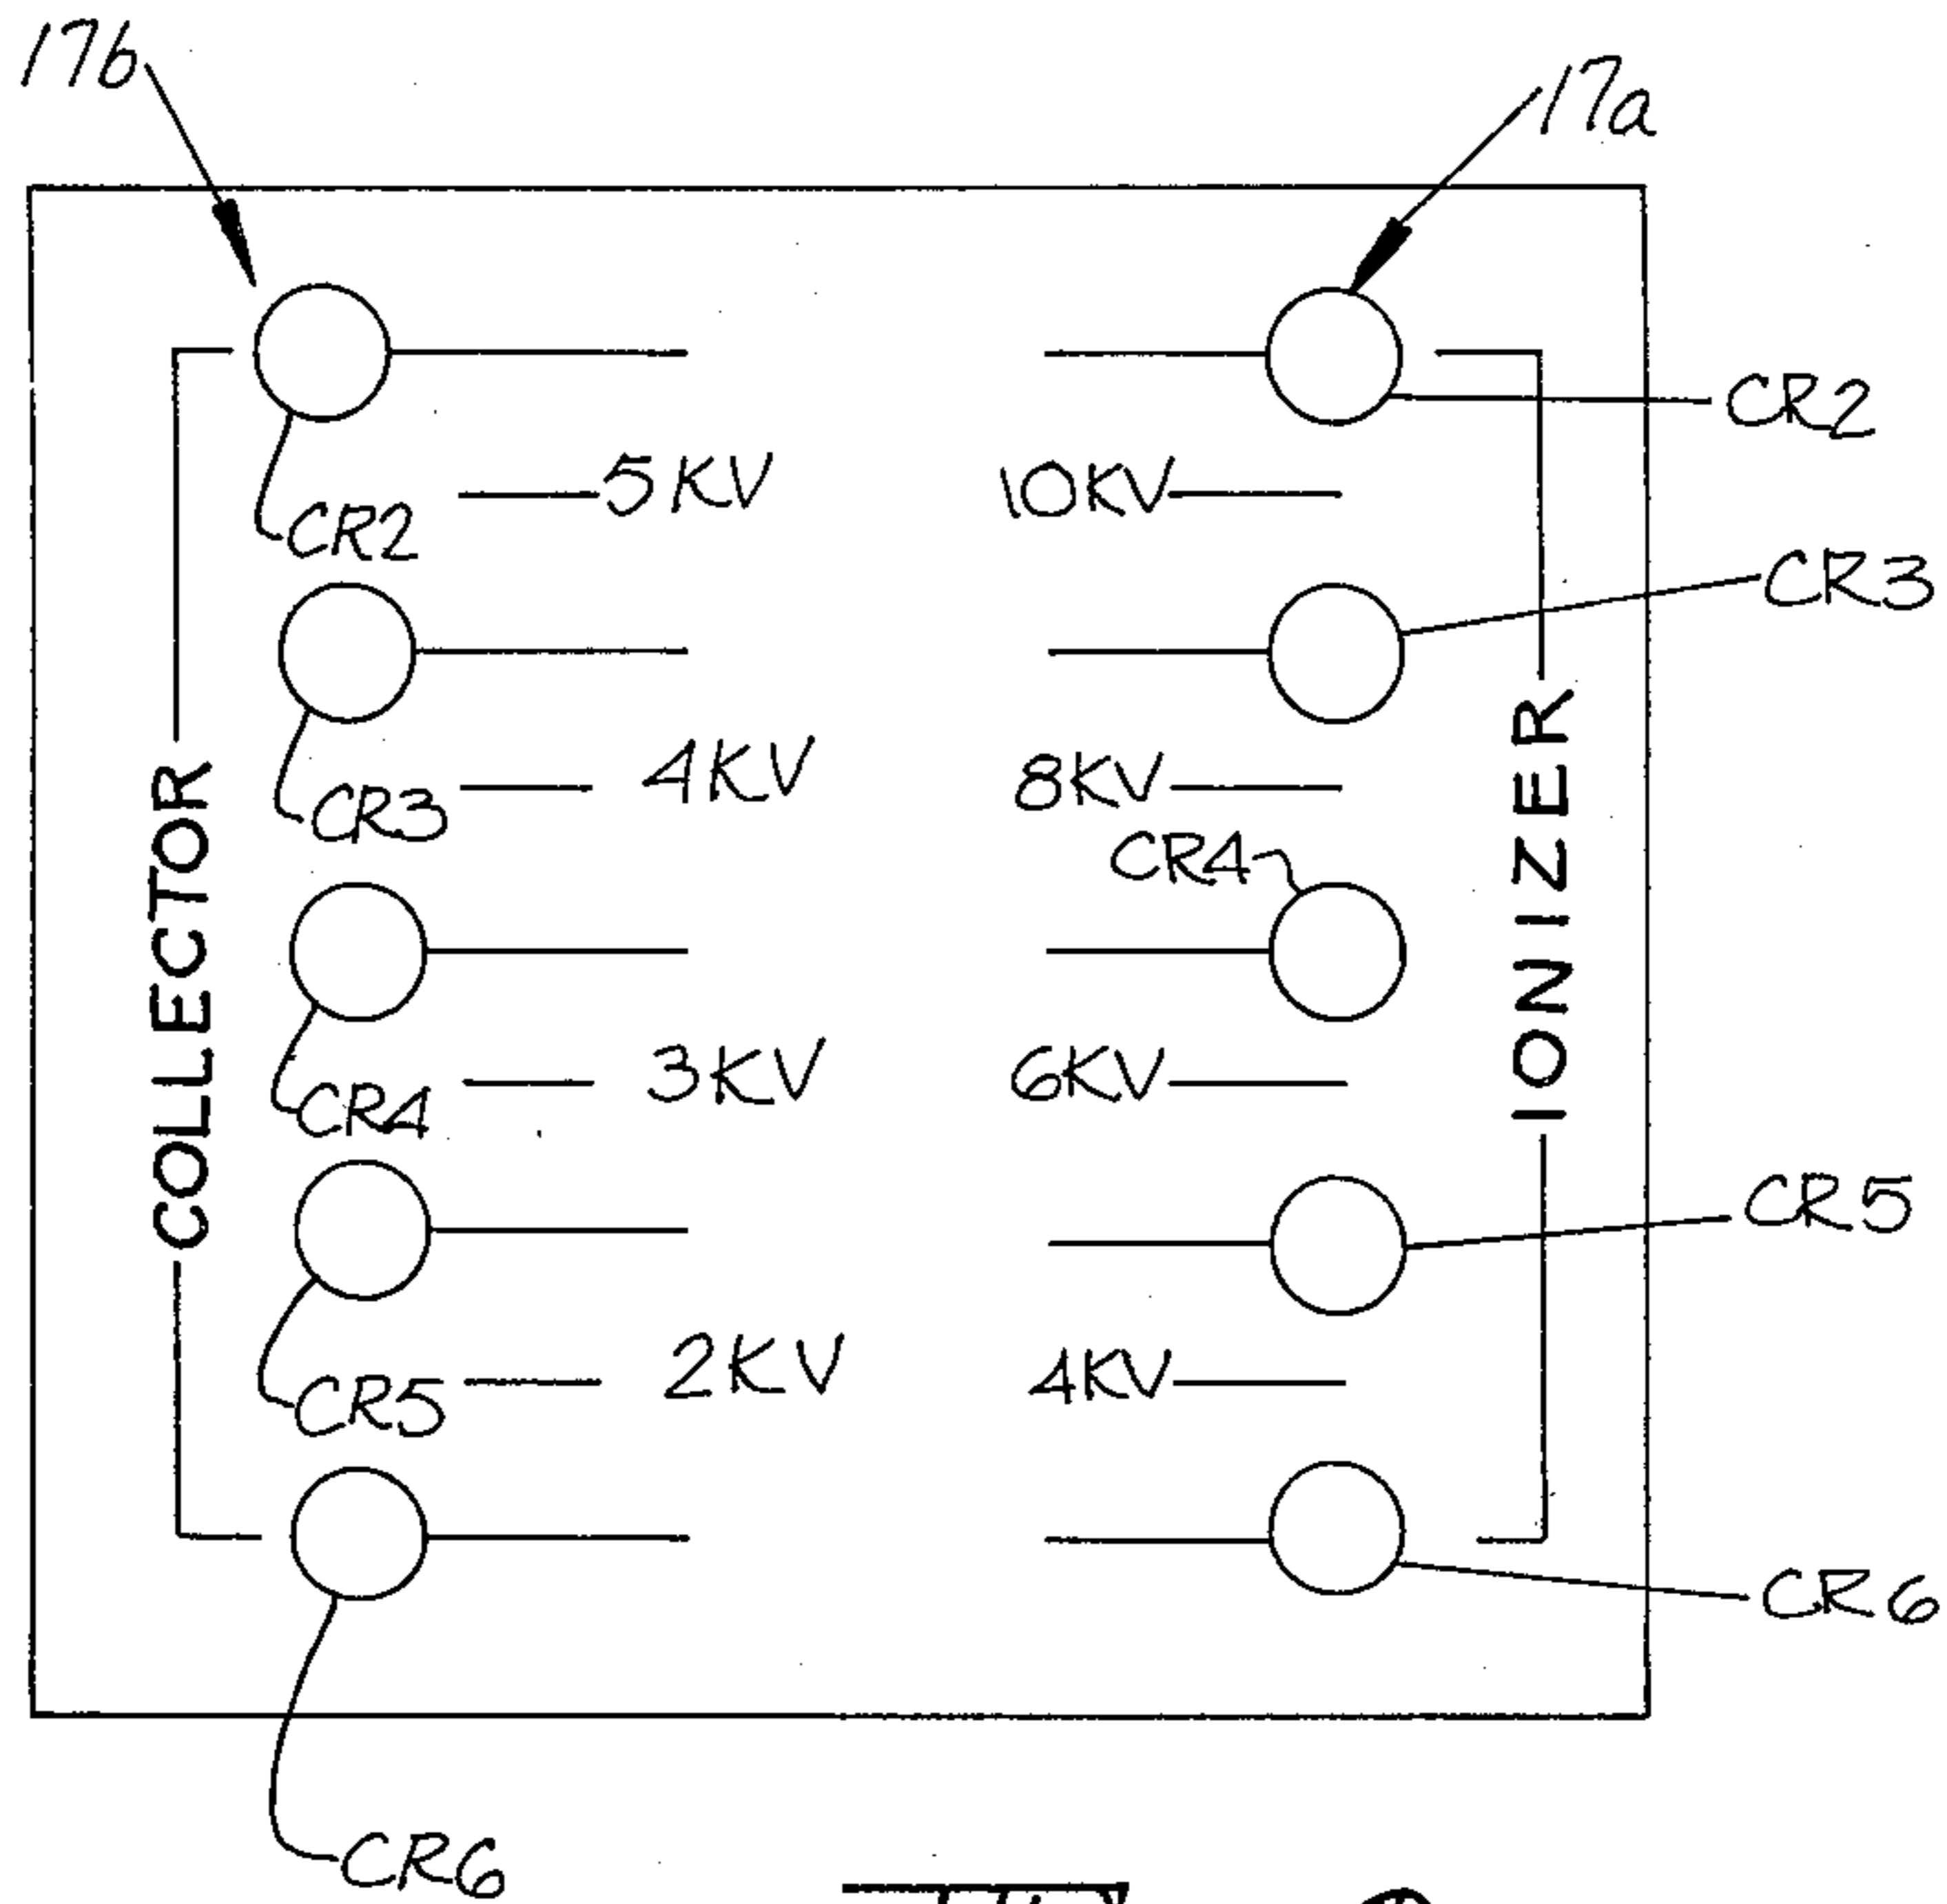 17b
17a
CR2
5KV
10KV
CR2
CR3
CR3
4KV
8KV
CR4
COLLECTOR
IONIZER
CR4
3KV
6KV
CR5
CR5
2KV
4KV
CR6
CR6